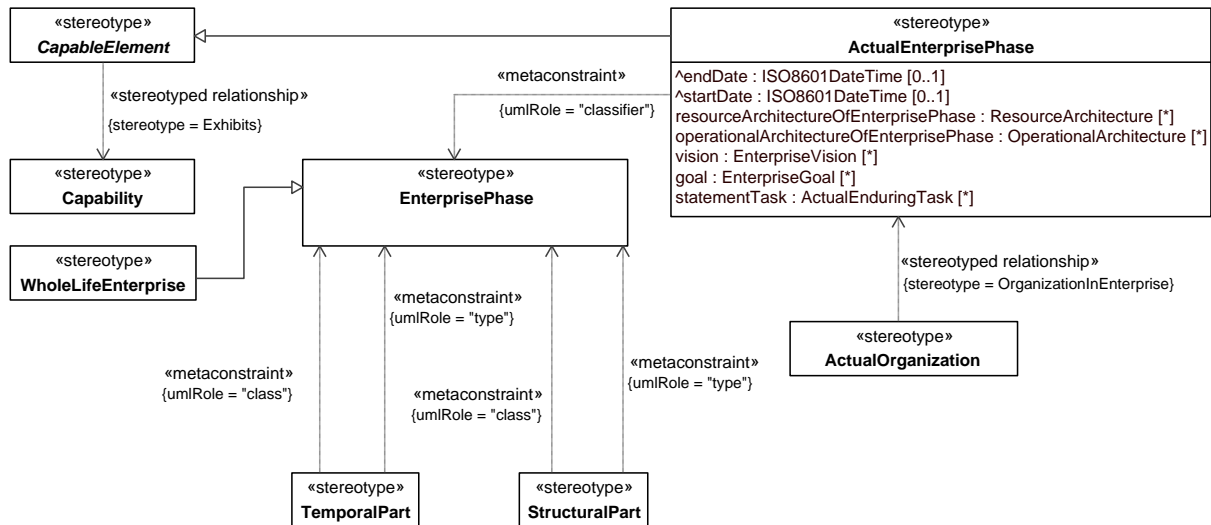 «stereotype»
CapableElement
«stereotype»
ActualEnterprisePhase
^endDate : ISO8601DateTime [0..1]
^startDate : ISO8601DateTime [0..1]
resourceArchitectureOfEnterprisePhase : ResourceArchitecture [*]
operationalArchitectureOfEnterprisePhase : OperationalArchitecture [*]
vision : EnterpriseVision [*]
goal : EnterpriseGoal [*]
statementTask : ActualEnduringTask [*]
«metaconstraint»
{umlRole = "classifier"}
«stereotyped relationship»
{stereotype = Exhibits}
«stereotype»
Capability
«stereotype»
EnterprisePhase
«stereotype»
WholeLifeEnterprise
«stereotyped relationship»
{stereotype = OrganizationInEnterprise}
«metaconstraint»
{umlRole = "type"}
«stereotype»
ActualOrganization
«metaconstraint»
{umlRole = "class"}
«metaconstraint»
{umlRole = "class"}
«metaconstraint»
{umlRole = "type"}
«stereotype»
TemporalPart
«stereotype»
StructuralPart